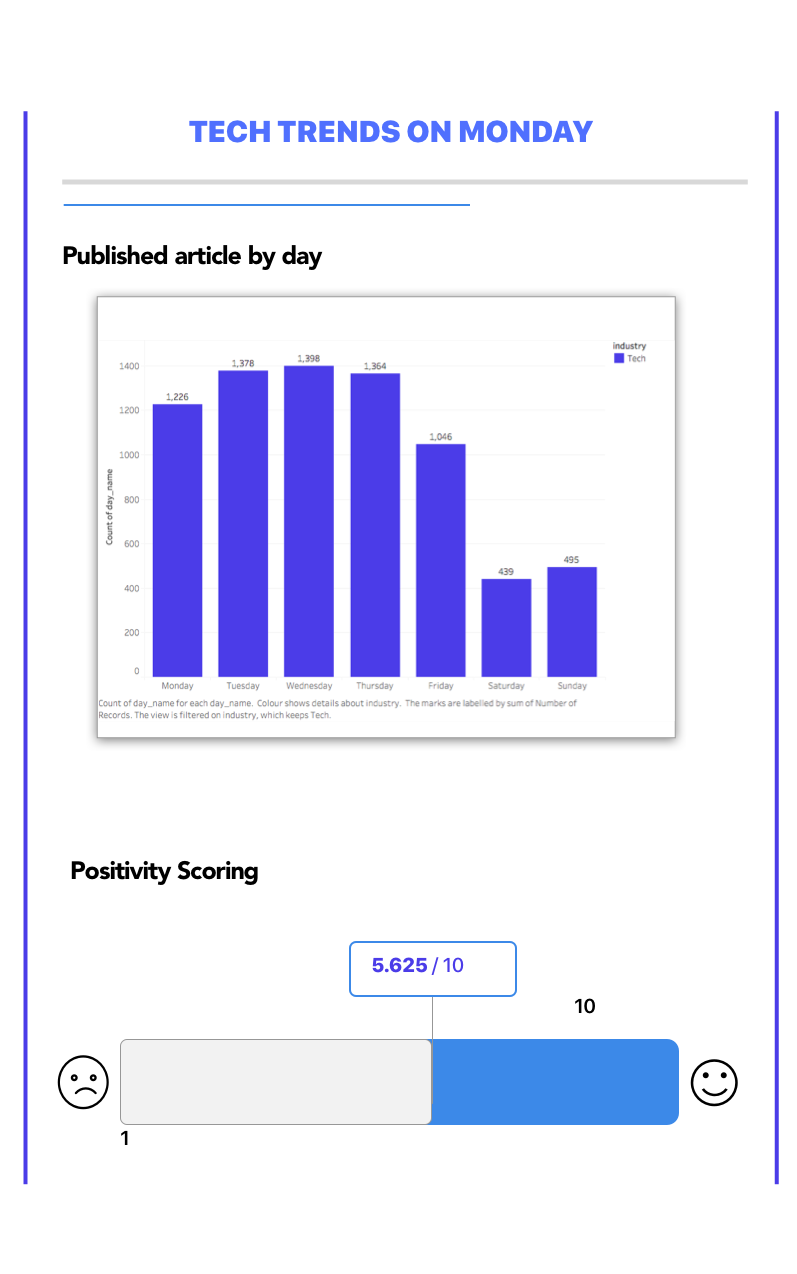 TECH TRENDS ON MONDAY
Published article by day
industry
Tech
1,226
1,378
1,398
1,364
1,046
439
495
Count of day_name
1400
1200
1000
800
600
400
200
0
Monday Tuesday Wednesday Thursday Friday Saturday Sunday
Count of day_name for each day_name. Colour shows details about industry. The marks are labelled by sum of Number of
Records. The view is filtered on industry, which keeps Tech.
Positivity Scoring
5.625 / 10
10
1